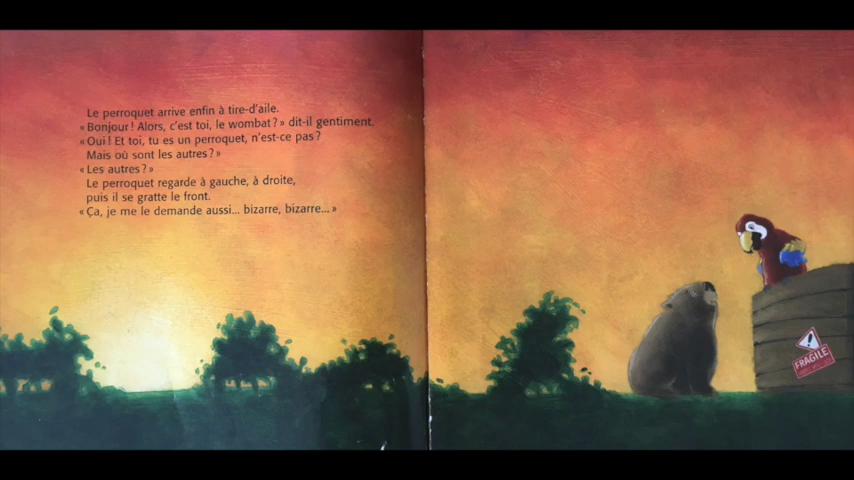 Le perroquet arrive enfin à tire-d'aile.
« Bonjour ! Alors, c'est toi, le wombat ? » dit-il gentiment.
« Oui ! Et toi, tu es un perroquet, n'est-ce pas ?
Mais où sont les autres ? »
« Les autres ? »
Le perroquet regarde à gauche, à droite,
puis il se gratte le front.
« Ça, je me le demande aussi... bizarre, bizarre... »
FRAGILE